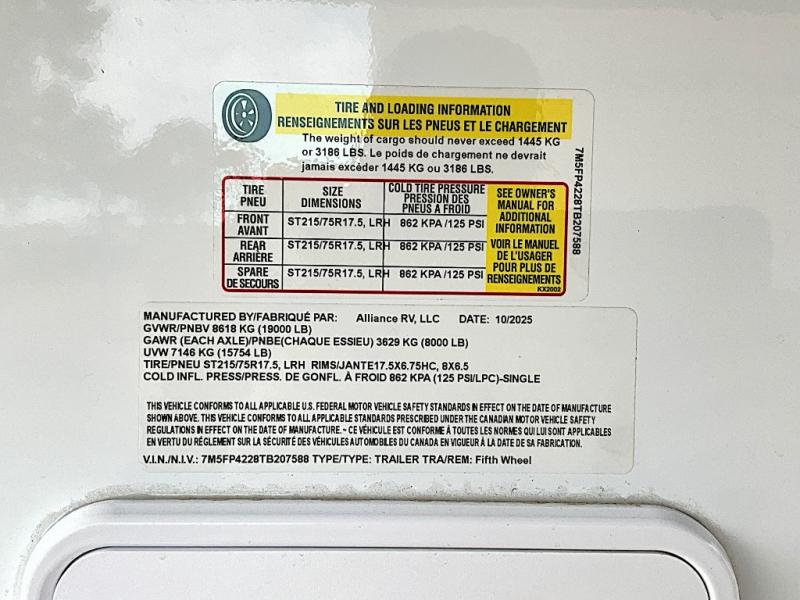 TIRE AND LOADING INFORMATION
RENSEIGNEMENTS SUR LES PNEUS ET LE CHARGEMENT
The weight of cargo should never exceed 1445 KG
or 3186 LBS. Le poids de chargement ne devrait
jamais excéder 1445 KG ou 3186 LBS.
TIRE PNEU
SIZE DIMENSIONS
COLD TIRE PRESSURE PRESSION DES PNEUS A FROID
FRONT AVANT ST215/75R17.5, LRH 862 KPA /125 PSI
REAR ARRIÈRE ST215/75R17.5, LRH 862 KPA /125 PSI
SPARE DE SECOURS ST215/75R17.5, LRH 862 KPA /125 PSI
SEE OWNER'S
MANUAL FOR
ADDITIONAL
INFORMATION
VOIR LE MANUEL
DE L'USAGER
POUR PLUS DE
RENSEIGNEMENTS
KX2002
7M5FP4228TB207588
MANUFACTURED BY/FABRIQUÉ PAR: Alliance RV, LLC DATE: 10/2025
GVWR/PNBV 8618 KG (19000 LB)
GAWR (EACH AXLE)/PNBE(CHAQUE ESSIEU) 3629 KG (8000 LB)
UVW 7146 KG (15754 LB)
TIRE/PNEU ST215/75R17.5, LRH RIMS/JANTE17.5X6.75HC, 8X6.5
COLD INFL. PRESS/PRESS. DE GONFL. À FROID 862 KPA (125 PSI/LPC)-SINGLE
THIS VEHICLE CONFORMS TO ALL APPLICABLE U.S. FEDERAL MOTOR VEHICLE SAFETY STANDARDS IN EFFECT ON THE DATE OF MANUFACTURE
SHOWN ABOVE. THIS VEHICLE CONFORMS TO ALL APPLICABLE STANDARDS PRESCRIBED UNDER THE CANADIAN MOTOR VEHICLE SAFETY
REGULATIONS IN EFFECT ON THE DATE OF MANUFACTURE. ~ CE VÉHICULE EST CONFORME À TOUTES LES NORMES QUI LUI SONT APPLICABLES
EN VERTU DU RÉGLEMENT SUR LA SÉCURITÉ DES VÉHICULES AUTOMOBILES DU CANADA EN VIGUEUR À LA DATE DE SA FABRICATION.
V.I.N./N.I.V.: 7M5FP4228TB207588 TYPE/TYPE: TRAILER TRA/REM: Fifth Wheel